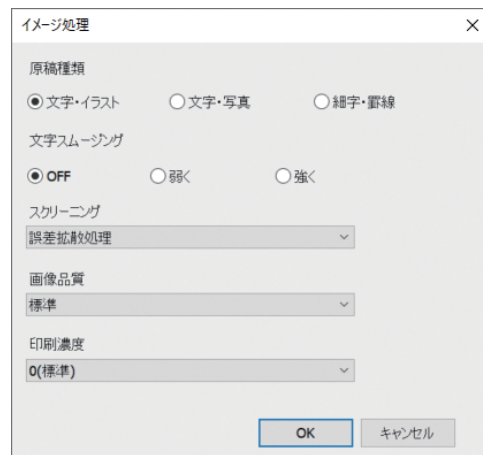 イメージ処理
原稿種類
文字・イラスト 文字・写真 細字・罫線
文字スムージング
OFF 弱く 強く
スクリーニング
誤差拡散処理
画像品質
標準
印刷濃度
0(標準)
OK キャンセル